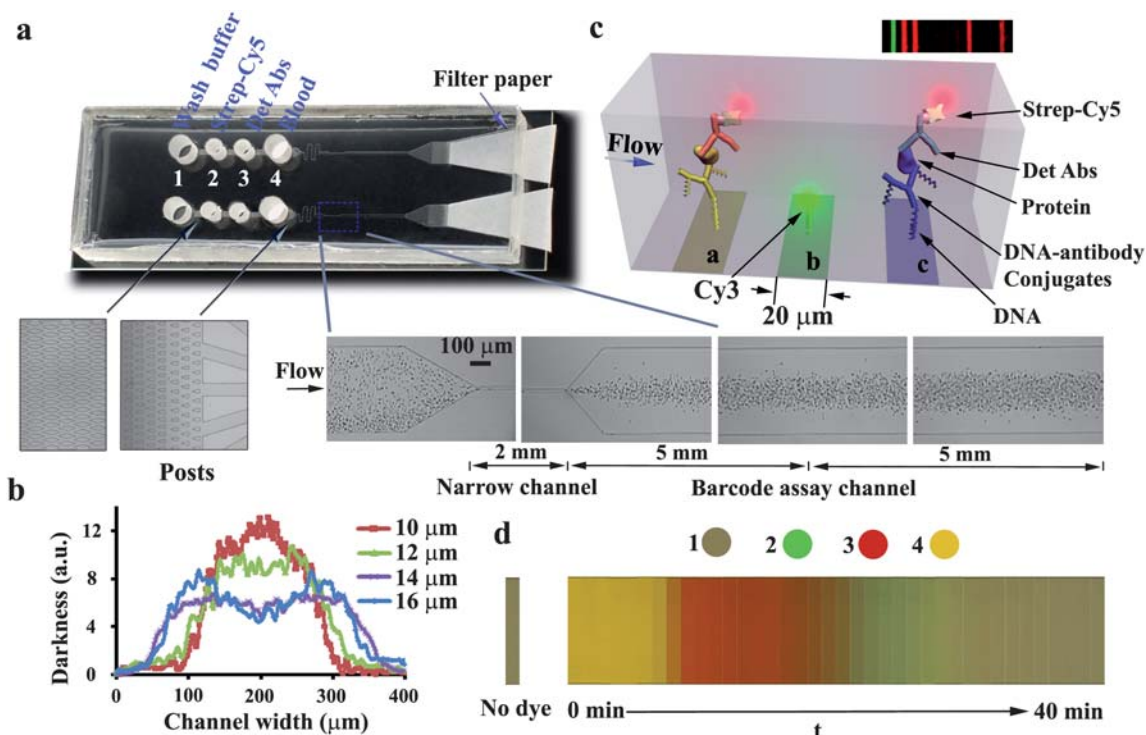 a
Wash buffer
Strep-Cy5
Det Abs
Blood
Filter paper
1 2 3 4
Posts
Flow
100 μm
2 mm
5 mm
5 mm
Narrow channel
Barcode assay channel
c
Flow
Strep-Cy5
Det Abs
Protein
DNA-antibody
Conjugates
DNA
a
b
c
Cy3
20 μm
b
Darkness (a.u.)
12
8
4
0
0 100 200 300 400
Channel width (μm)
10 μm
12 μm
14 μm
16 μm
d
1 2 3 4
No dye
0 min
40 min
t